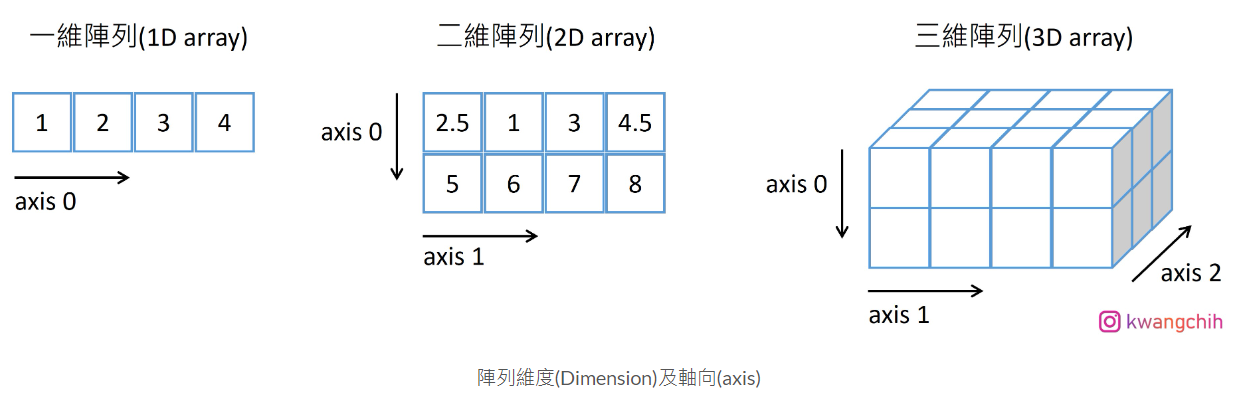 一維陣列(1D array)
二維陣列(2D array)
三維陣列(3D array)
1 2 3 4
axis 0
axis 0
2.5 1 3 4.5
5 6 7 8
axis 1
axis 0
axis 1
axis 2
kwangchih
陣列維度(Dimension)及軸向(axis)